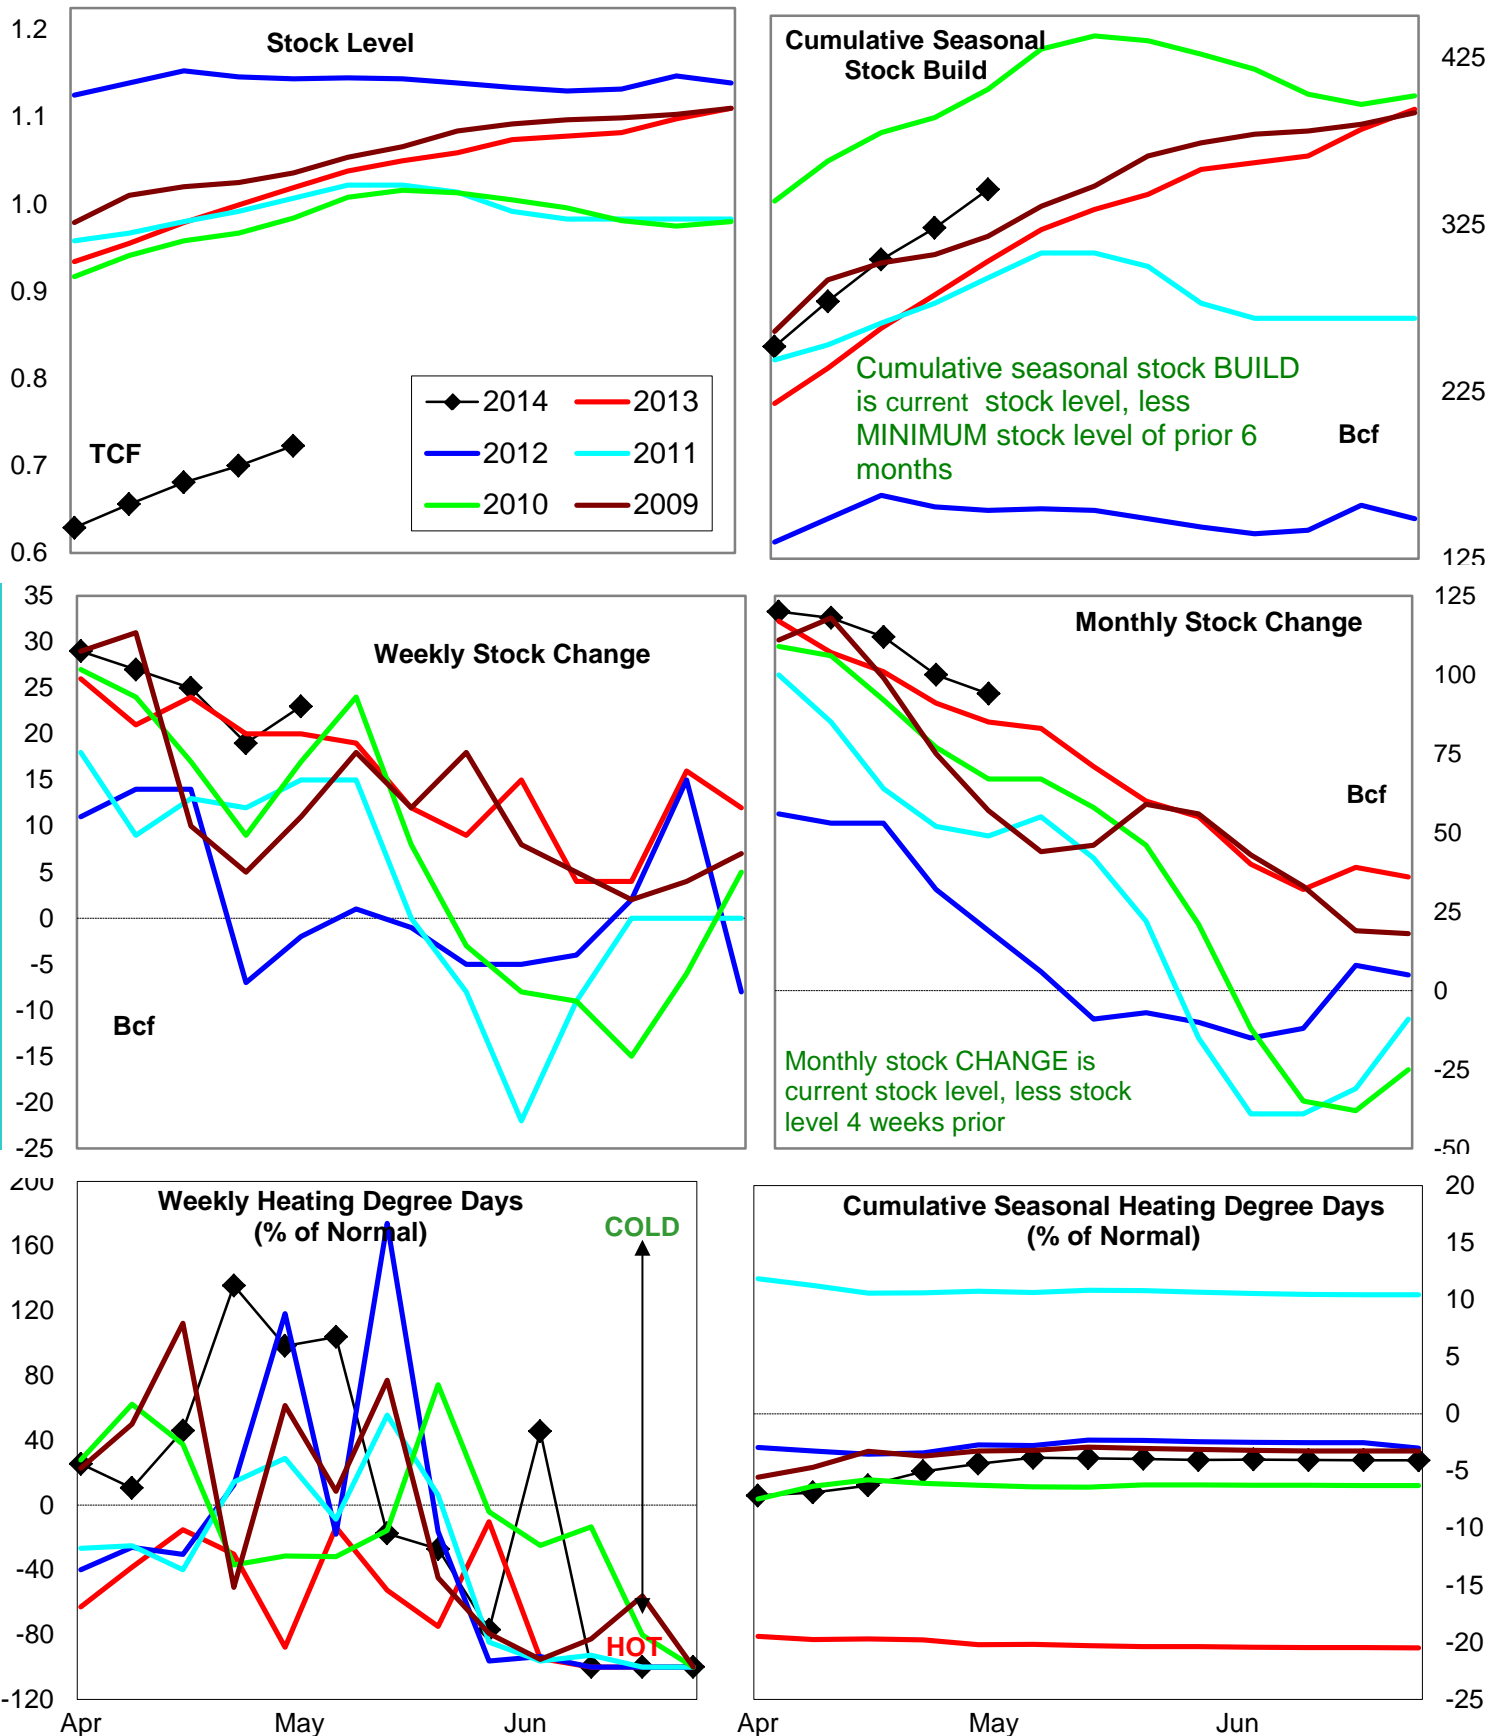 Stock Level
1.2
1.1
1.0
0.9
0.8
0.7
0.6
TCF
2014
2013
2012
2011
2010
2009
Cumulative Seasonal
Stock Build
425
325
225
125
Cumulative seasonal stock BUILD
is current stock level, less
MINIMUM stock level of prior 6
months
Bcf
Weekly Stock Change
35
30
25
20
15
10
5
0
-5
-10
-15
-20
-25
Bcf
Monthly Stock Change
125
100
75
50
25
0
-25
-50
Bcf
Monthly stock CHANGE is
current stock level, less stock
level 4 weeks prior
Weekly Heating Degree Days
(% of Normal)
200
160
120
80
40
0
-40
-80
-120
COLD
HOT
Apr
May
Jun
Cumulative Seasonal Heating Degree Days
(% of Normal)
20
15
10
5
0
-5
-10
-15
-20
-25
Apr
May
Jun